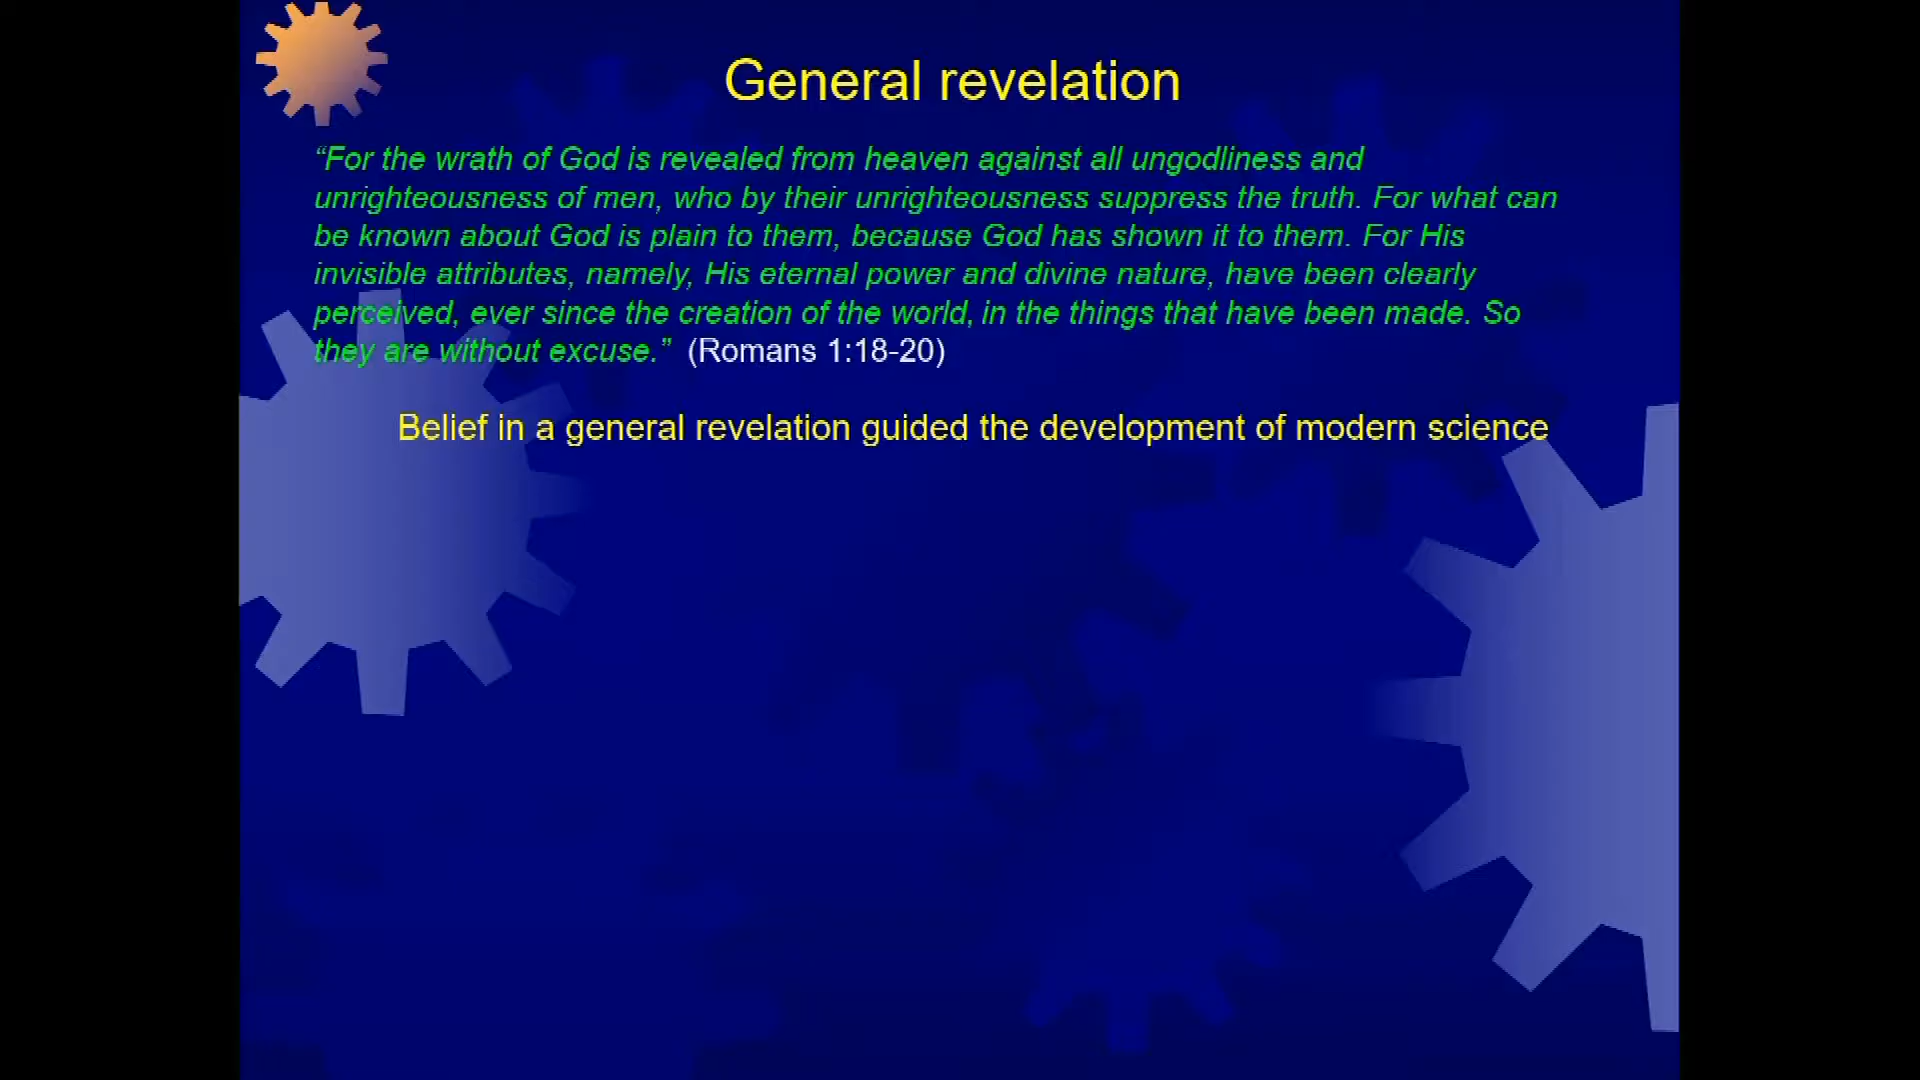 General revelation
“For the wrath of God is revealed from heaven against all ungodliness and
unrighteousness of men, who by their unrighteousness suppress the truth. For what can
be known about God is plain to them, because God has shown it to them. For His
invisible attributes, namely, His eternal power and divine nature, have been clearly
perceived, ever since the creation of the world, in the things that have been made. So
they are without excuse.” (Romans 1:18-20)
Belief in a general revelation guided the development of modern science